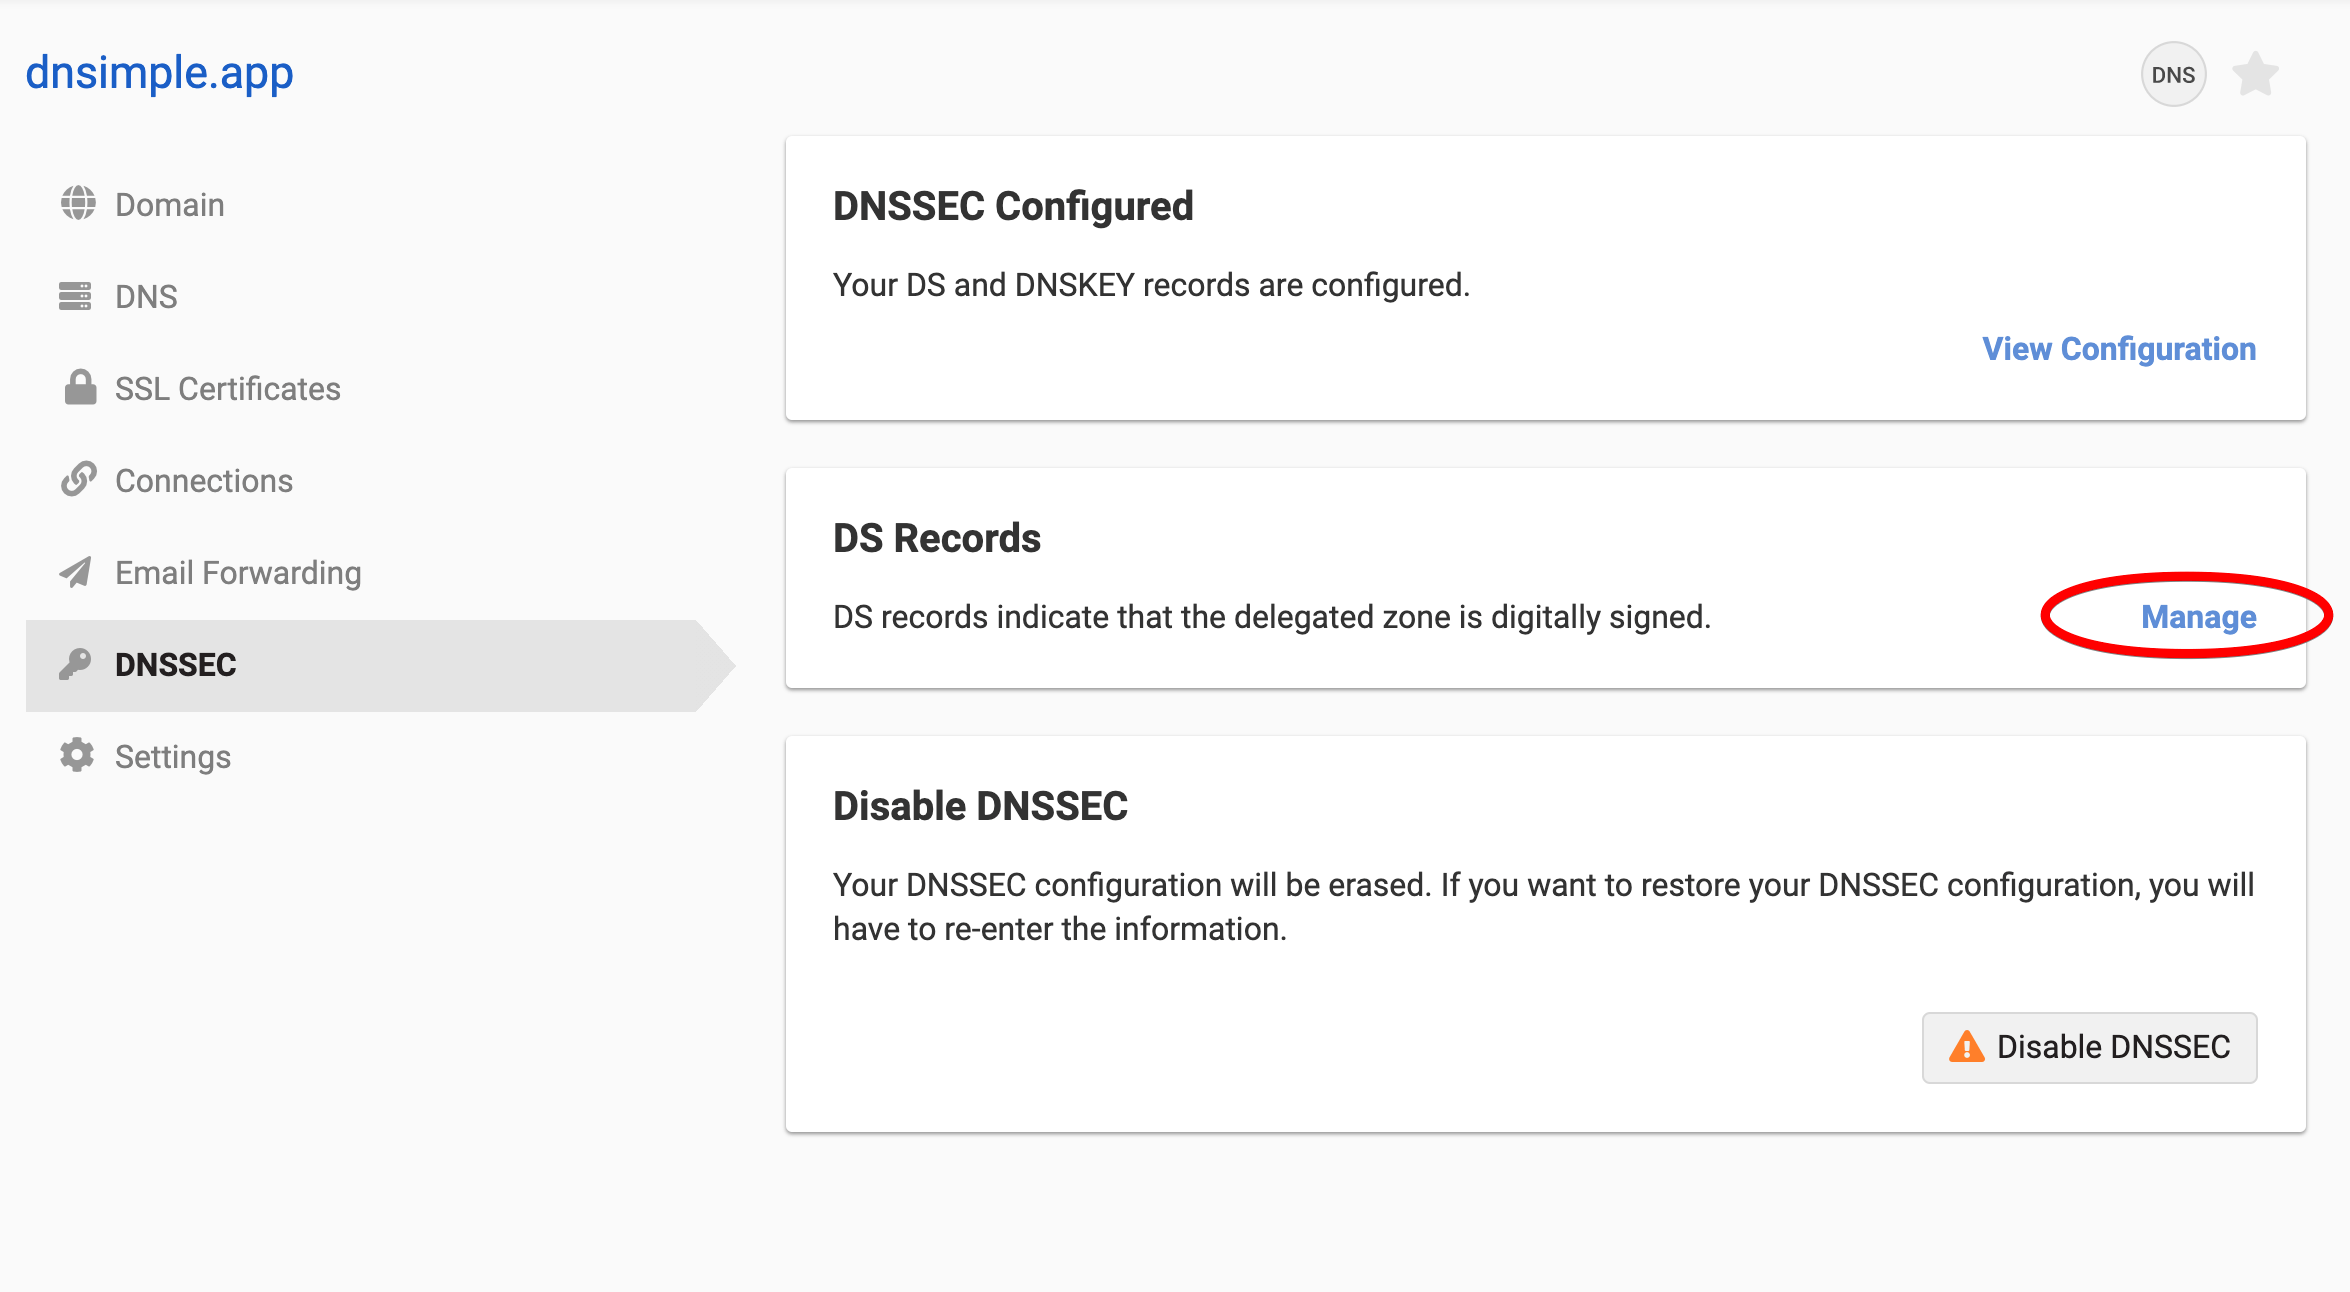 dnsimple.app
DNS
Domain
DNS
SSL Certificates
Connections
Email Forwarding
DNSSEC
Settings
DNSSEC Configured
Your DS and DNSKEY records are configured.
View Configuration
DS Records
DS records indicate that the delegated zone is digitally signed.
Manage
Disable DNSSEC
Your DNSSEC configuration will be erased. If you want to restore your DNSSEC configuration, you will
have to re-enter the information.
Disable DNSSEC